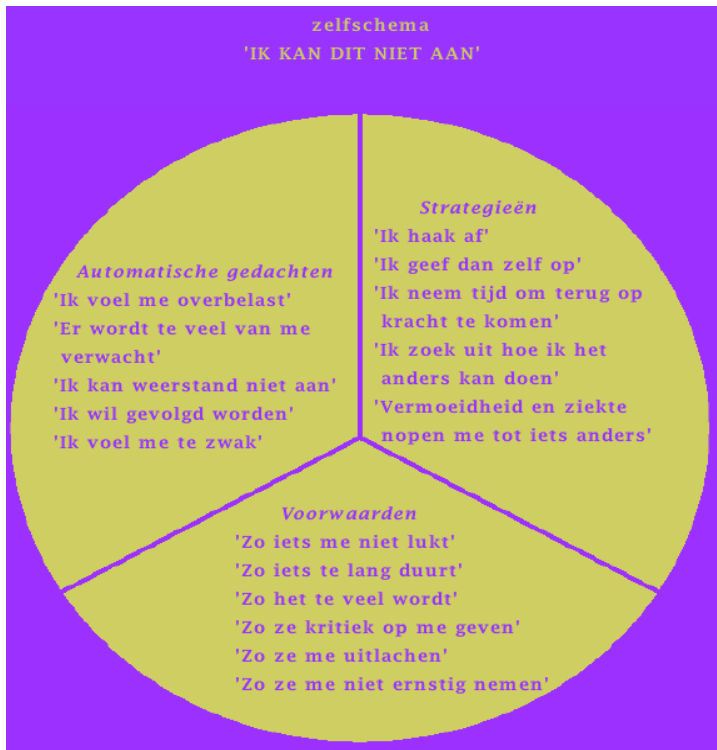 zelfschema
'IK KAN DIT NIET AAN'
Automatische gedachten
'Ik voel me overbelast'
'Er wordt te veel van me
verwacht'
'Ik kan weerstand niet aan'
'Ik wil gevolgd worden'
'Ik voel me te zwak'
Strategieën
'Ik haak af'
'Ik geef dan zelf op'
'Ik neem tijd om terug op
kracht te komen'
'Ik zoek uit hoe ik het
anders kan doen'
'Vermoeidheid en ziekte
nopen me tot iets anders'
Voorwaarden
'Zo iets me niet lukt'
'Zo iets te lang duurt'
'Zo het te veel wordt'
'Zo ze kritiek op me geven'
'Zo ze me uitlachen'
'Zo ze me niet ernstig nemen'